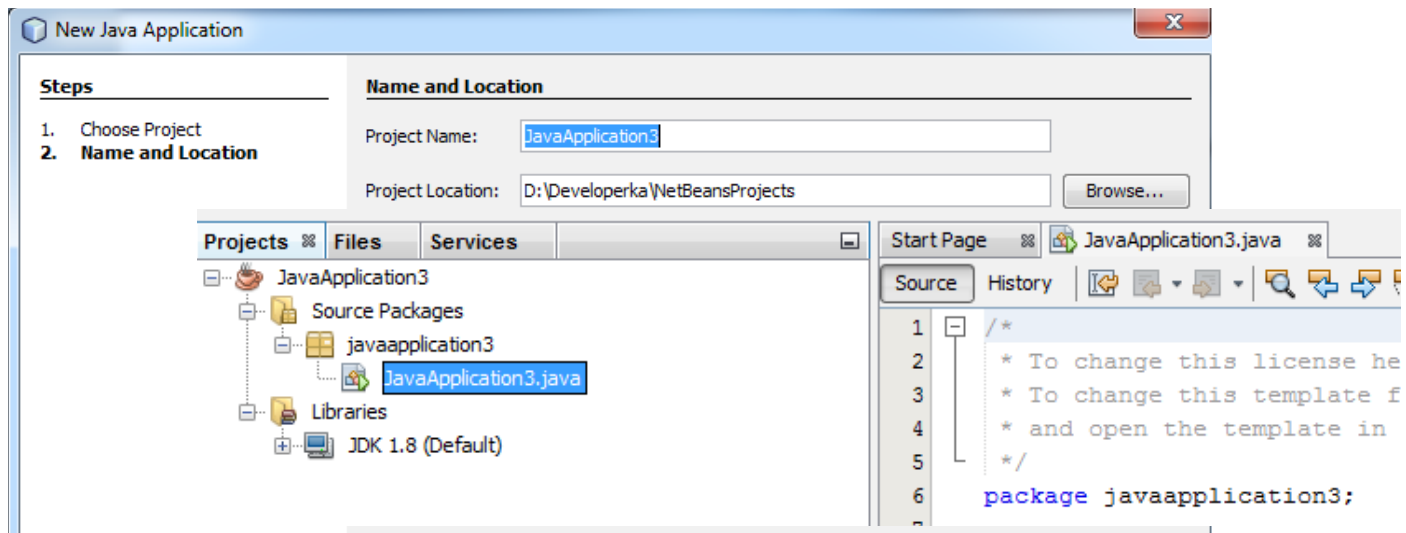 New Java Application
Steps
1. Choose Project
2. Name and Location
Name and Location
Project Name: JavaApplication3
Project Location: D:\Developerka\NetBeansProjects Browse...
Projects Files Services
JavaApplication3
Source Packages
javaapplication3
JavaApplication3.java
Libraries
JDK 1.8 (Default)
Start Page JavaApplication3.java
Source History
1 /*
2 * To change this license he
3 * To change this template f
4 * and open the template in
5 */
6 package javaapplication3;